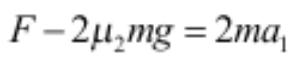 F − 2μ₂mg = 2ma₁